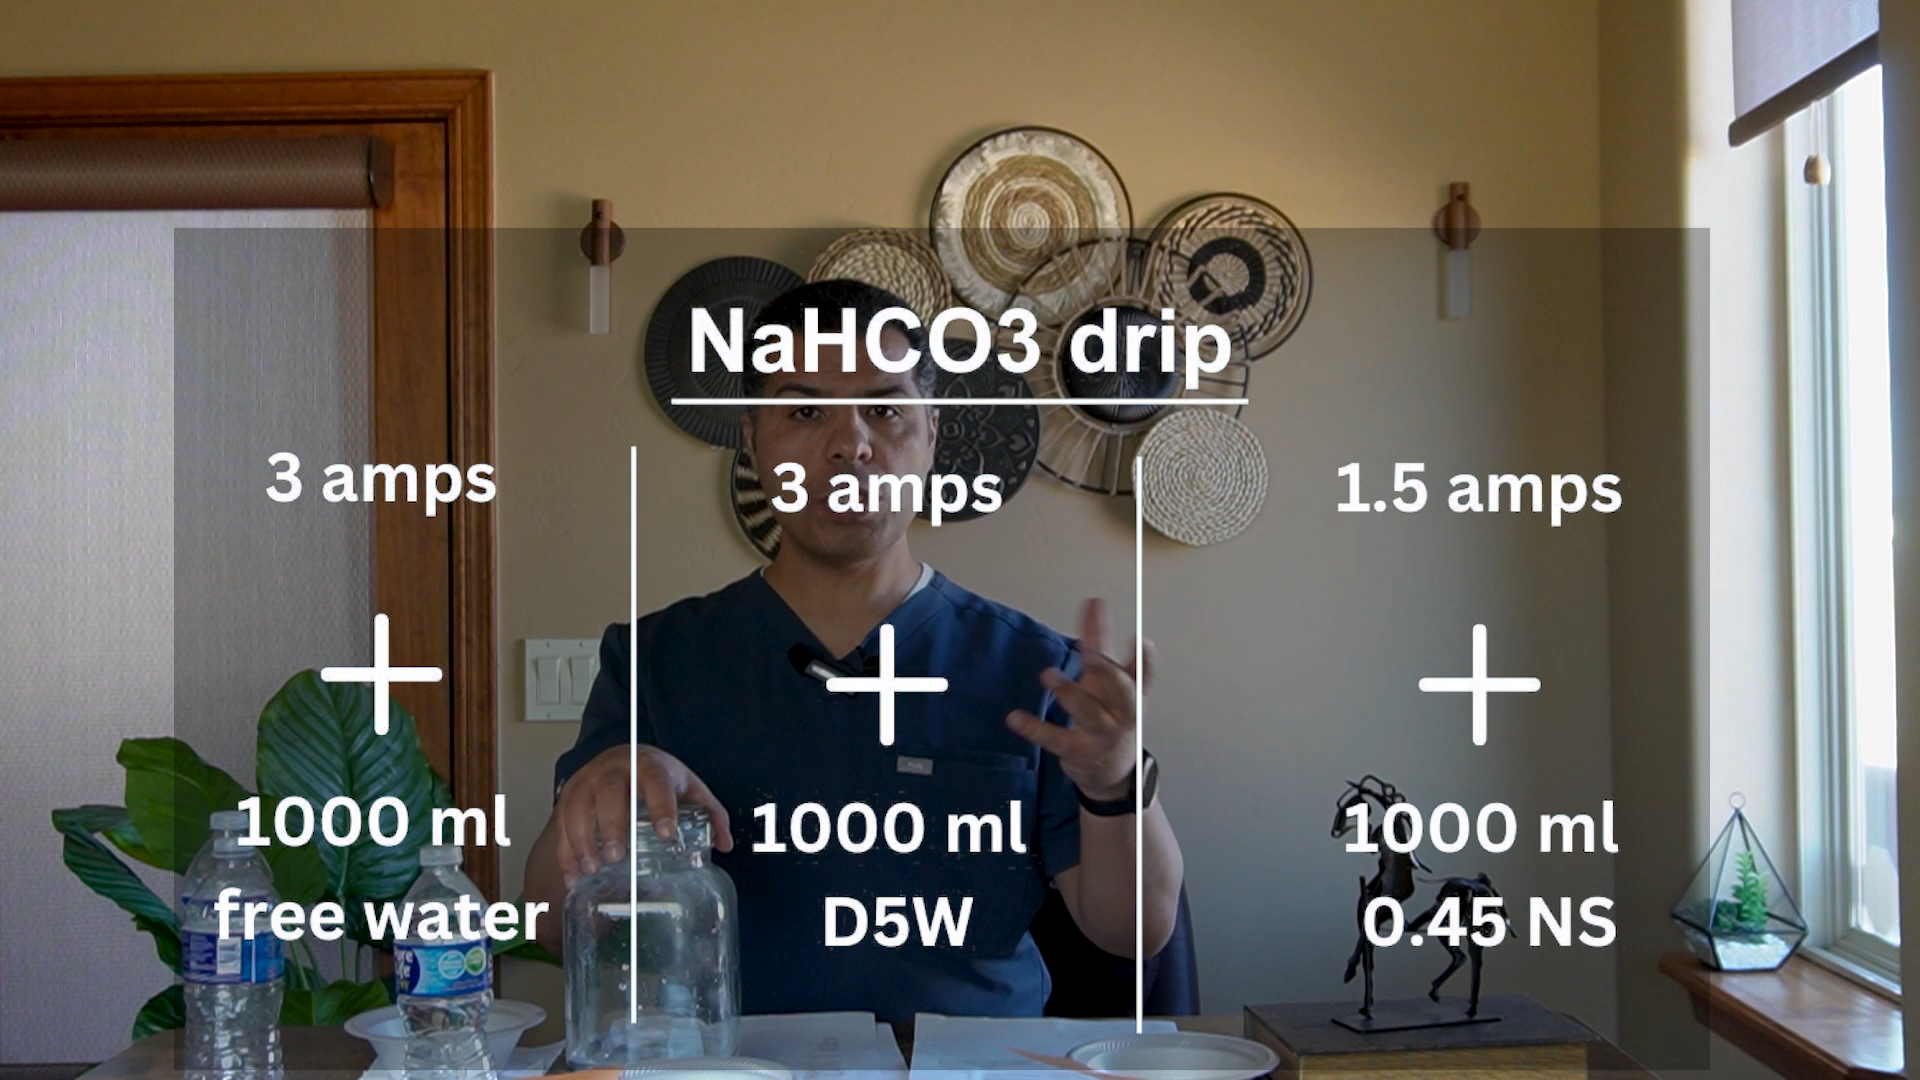 NaHCO3 drip
3 amps
+
1000 ml
free water
3 amps
+
1000 ml
D5W
1.5 amps
+
1000 ml
0.45 NS